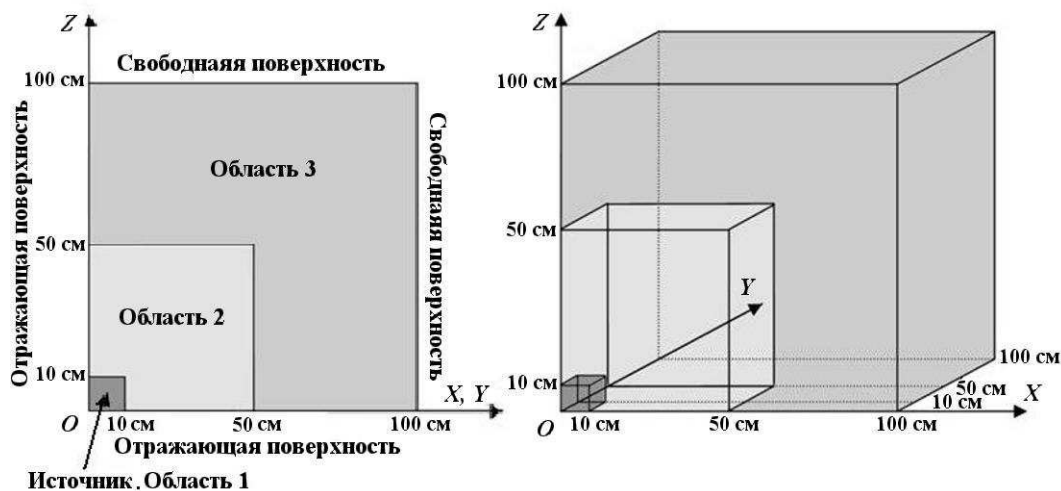 Z
Свободнаяя поверхность
100 см
Отражающая поверхность
Область 3
Свободнаяя поверхность
50 см
Область 2
10 см
X, Y
O
10 см
50 см
100 см
Отражающая поверхность
Источник, Область 1
Z
100 см
50 см
Y
10 см
100 см
50 см
10 см
X
O
10 см
50 см
100 см